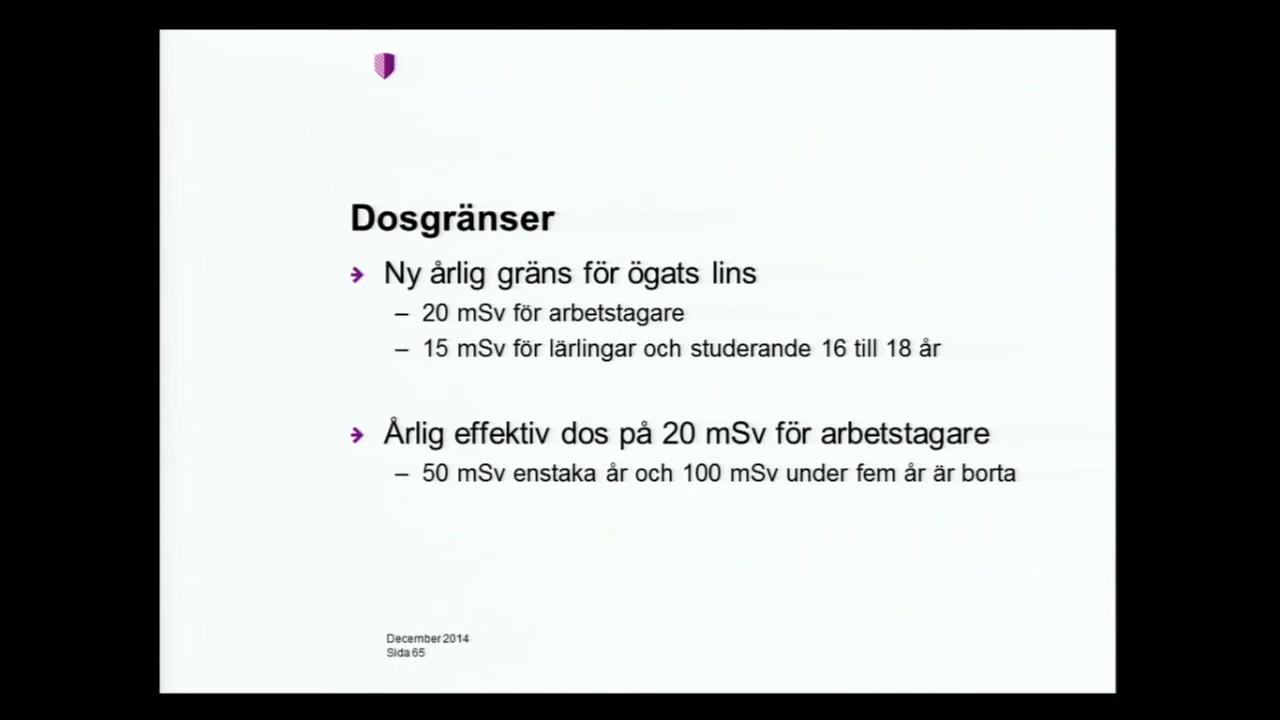 Dosgränser
Ny årlig gräns för ögats lins
– 20 mSv för arbetstagare
– 15 mSv för lärlingar och studerande 16 till 18 år
Årlig effektiv dos på 20 mSv för arbetstagare
– 50 mSv enstaka år och 100 mSv under fem år är borta
December 2014
Sida 65